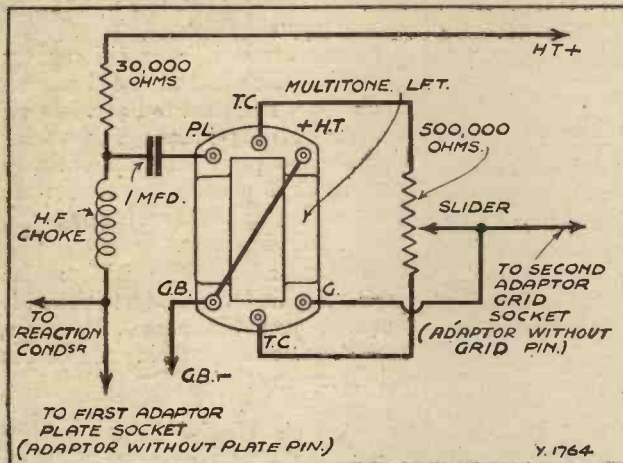 HT+
30,000
OHMS
T.C.
MULTITONE. L.F.T.
P.L.
+H.T.
500,000
OHMS.
1 MFD.
H.F
CHOKE
SLIDER
G.B.
G.
TO
REACTION
CONDSR
T.C.
G.B.-
TO SECOND
ADAPTOR
GRID
SOCKET
(ADAPTOR WITHOUT
GRID PIN.)
TO FIRST ADAPTOR
PLATE SOCKET
(ADAPTOR WITHOUT PLATE PIN.)
Y.1764